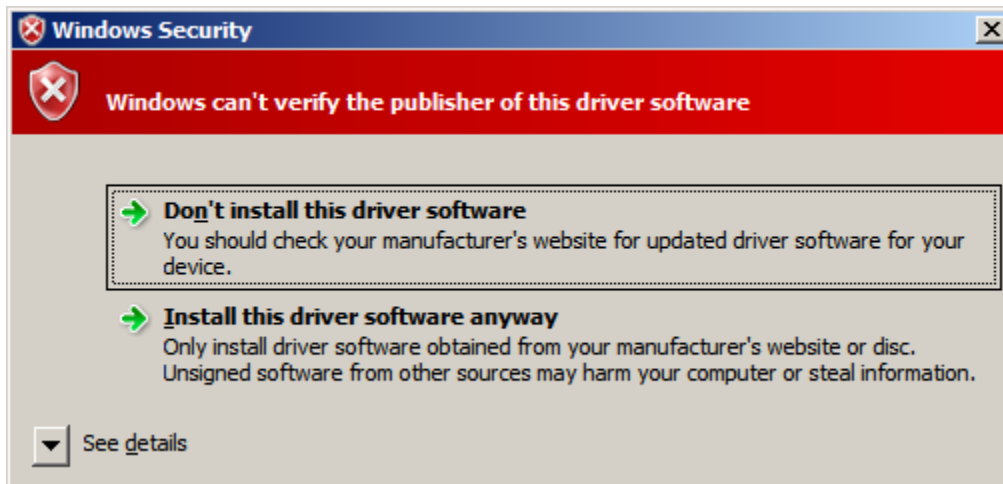 Windows Security
Windows can't verify the publisher of this driver software
Don't install this driver software
You should check your manufacturer's website for updated driver software for your
device.
Install this driver software anyway
Only install driver software obtained from your manufacturer's website or disc.
Unsigned software from other sources may harm your computer or steal information.
See details